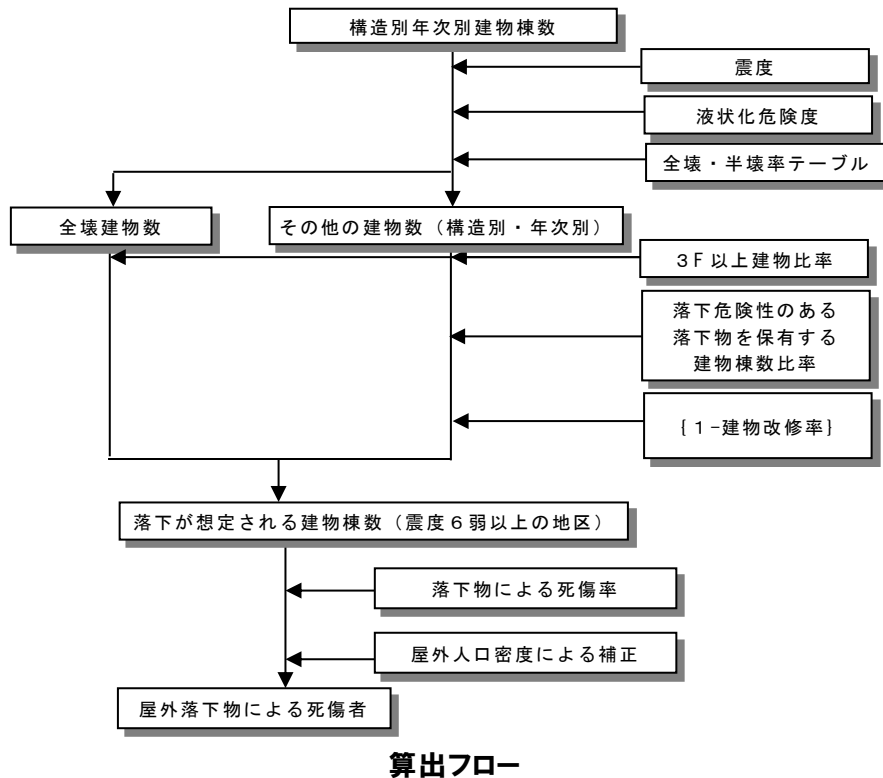 構造別年次別建物棟数
震度
液状化危険度
全壊・半壊率テーブル
全壊建物数
その他の建物数（構造別・年次別）
３Ｆ以上建物比率
落下危険性のある
落下物を保有する
建物棟数比率
{１-建物改修率}
落下が想定される建物棟数（震度６弱以上の地区）
落下物による死傷率
屋外人口密度による補正
屋外落下物による死傷者
算出フロー